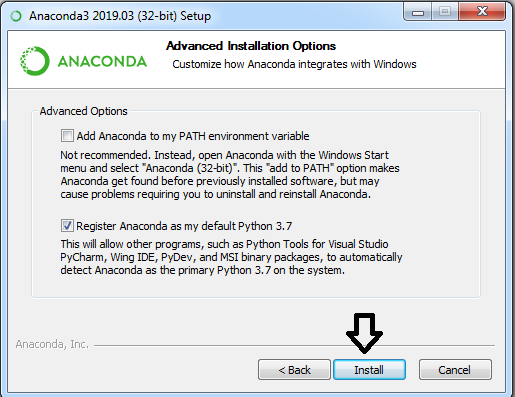 Anaconda3 2019.03 (32-bit) Setup
Advanced Installation Options
Customize how Anaconda integrates with Windows
ANACONDA
Advanced Options
Add Anaconda to my PATH environment variable
Not recommended. Instead, open Anaconda with the Windows Start
menu and select "Anaconda (32-bit)". This "add to PATH" option makes
Anaconda get found before previously installed software, but may
cause problems requiring you to uninstall and reinstall Anaconda.
Register Anaconda as my default Python 3.7
This will allow other programs, such as Python Tools for Visual Studio
PyCharm, Wing IDE, PyDev, and MSI binary packages, to automatically
detect Anaconda as the primary Python 3.7 on the system.
Anaconda, Inc.
< Back
Install
Cancel